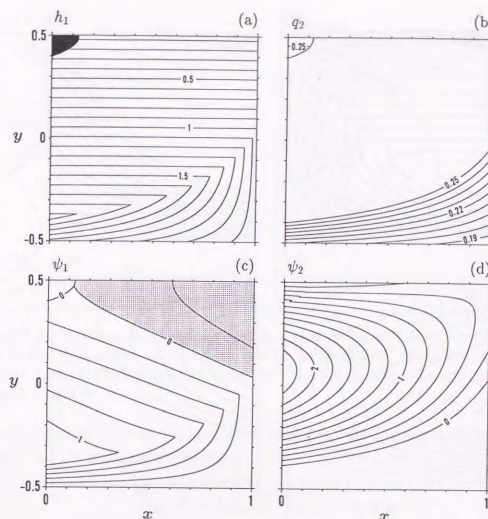 h₁ (a) q₂ (b)
0.5 0.25
0.5
1
y 0
1.5 0.25
0.22
-0.5 0.19
ψ₁ (c) ψ₂ (d)
0.5 0
0
y 0 2 1
1 0
-0.5
0 1 0 1
x x